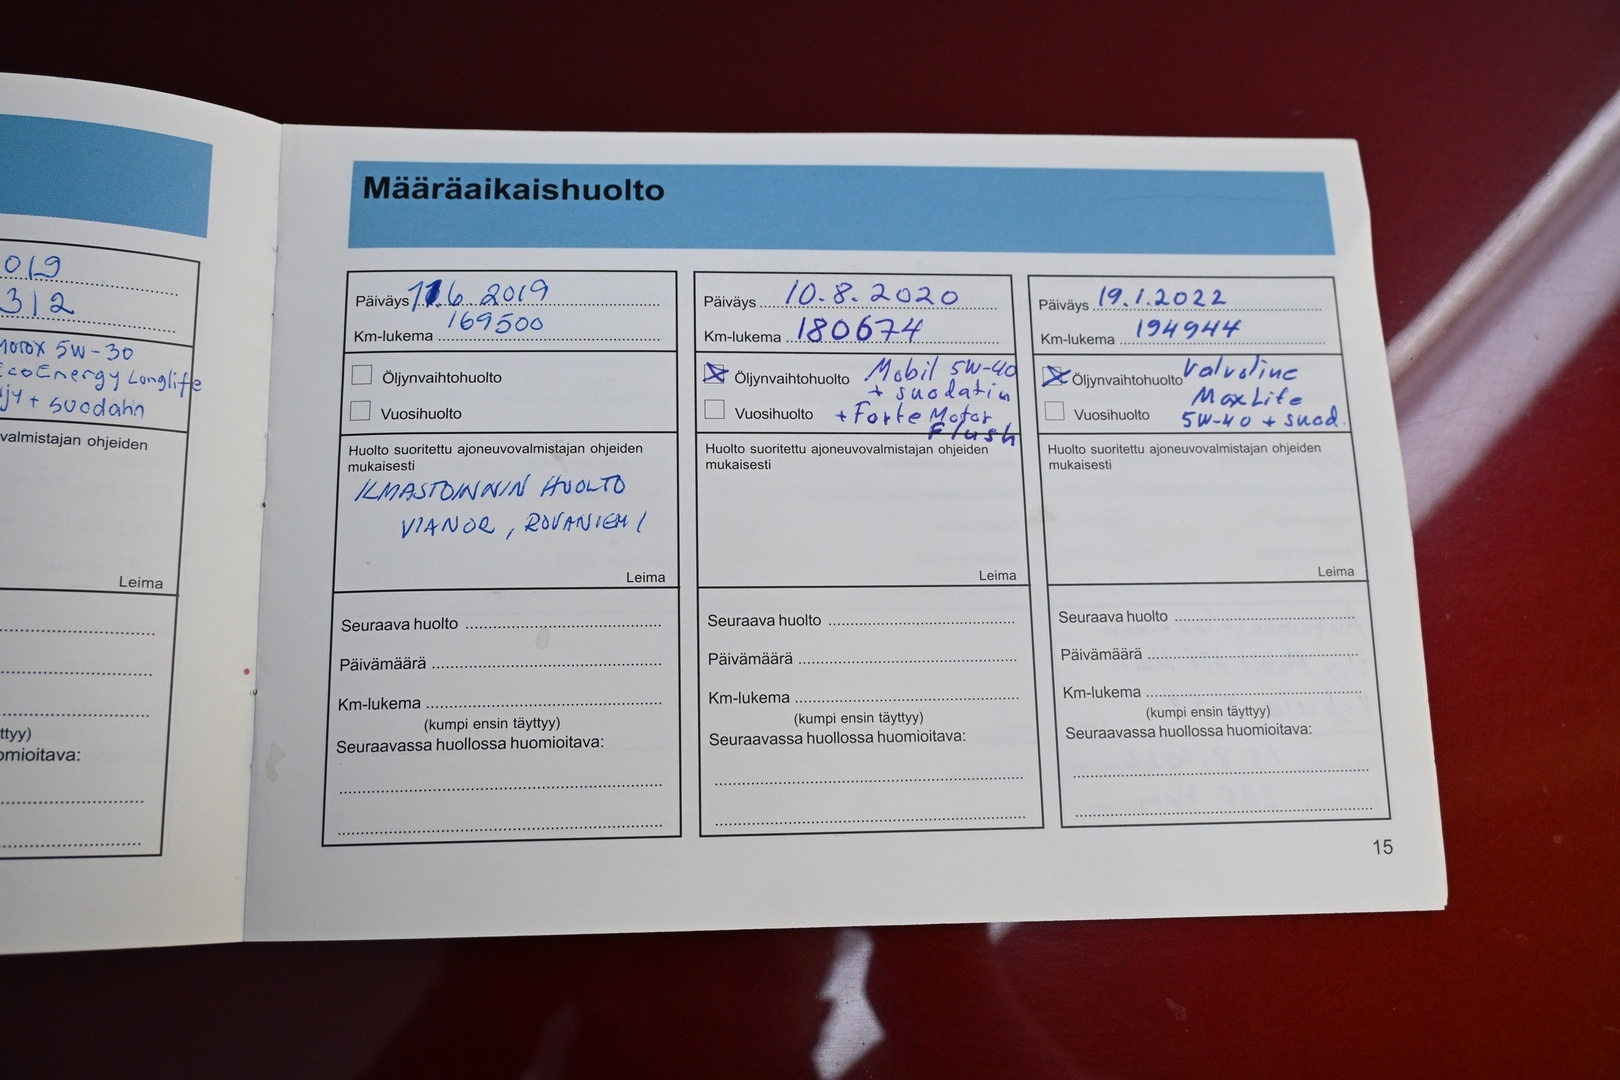 019
312
5W-30
EcoEnergy Longlife
+ suodatin
valmistajan ohjeiden
Leima
omioitava:
Määräaikaishuolto
Päiväys 6.2019
Km-lukema 169500
Öljynvaihtohuolto
Vuosihuolto
Huolto suoritettu ajoneuvovalmistajan ohjeiden
mukaisesti
ILMASTOINNIN HUOLTO
VIANOR, ROVANIEMI
Leima
Seuraava huolto
Päivämäärä
Km-lukema
(kumpi ensin täyttyy)
Seuraavassa huollossa huomioitava:
Päiväys 10.8.2020
Km-lukema 180674
Öljynvaihtohuolto Mobil 5W-40
+ suodatin
Vuosihuolto + Forte Motor
Flush
Huolto suoritettu ajoneuvovalmistajan ohjeiden
mukaisesti
Leima
Seuraava huolto
Päivämäärä
Km-lukema
(kumpi ensin täyttyy)
Seuraavassa huollossa huomioitava:
Päiväys 19.1.2022
Km-lukema 194944
Öljynvaihtohuolto Valvoline
MaxLife
Vuosihuolto 5W-40 + suod.
Huolto suoritettu ajoneuvovalmistajan ohjeiden
mukaisesti
Leima
Seuraava huolto
Päivämäärä
Km-lukema
(kumpi ensin täyttyy)
Seuraavassa huollossa huomioitava:
15